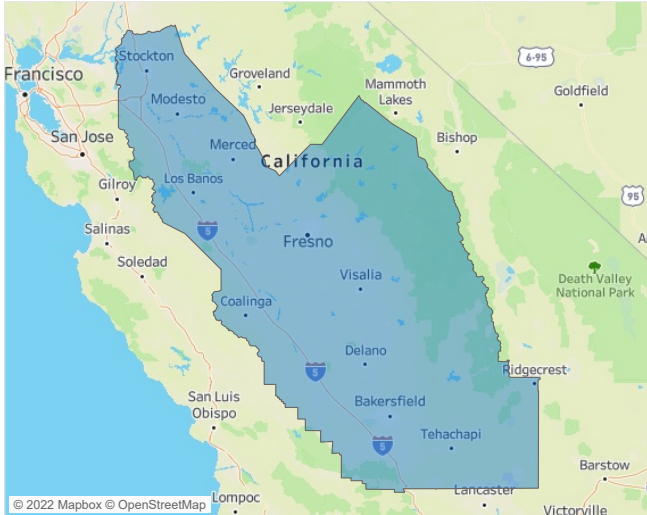 Stockton
Francisco
Groveland
6-95
Modesto
Mammoth
Lakes
Goldfield
Jerseydale
San Jose
Merced
Bishop
California
Los Banos
Gilroy
95
Salinas
5
Fresno
A
Soledad
Visalia
Death Valley
National Park
Coalinga
Delano
5
Ridgecrest
San Luis
Obispo
Bakersfield
Tehachapi
5
Barstow
Lompoc
Lancaster
© 2022 Mapbox © OpenStreetMap
Victorville